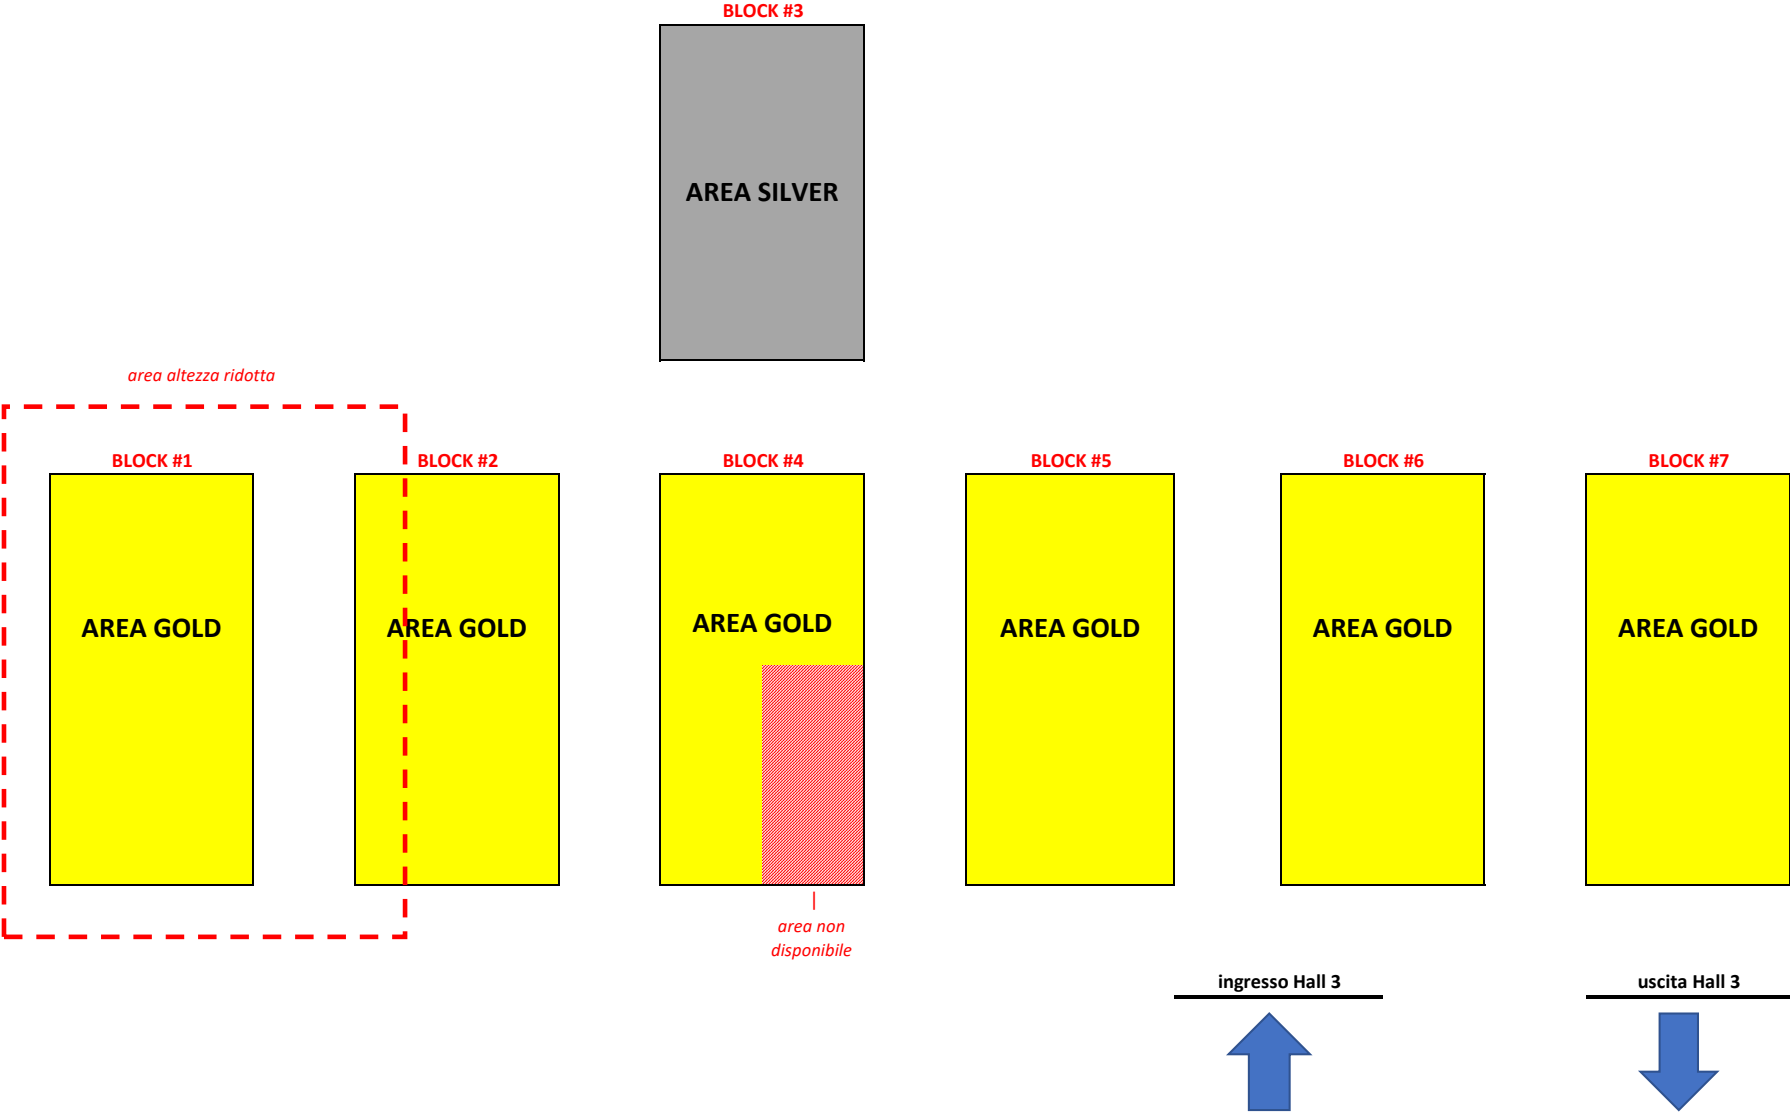 BLOCK #3
AREA SILVER
area altezza ridotta
BLOCK #1
BLOCK #2
BLOCK #4
BLOCK #5
BLOCK #6
BLOCK #7
AREA GOLD
AREA GOLD
AREA GOLD
AREA GOLD
AREA GOLD
AREA GOLD
area non
disponibile
ingresso Hall 3
uscita Hall 3